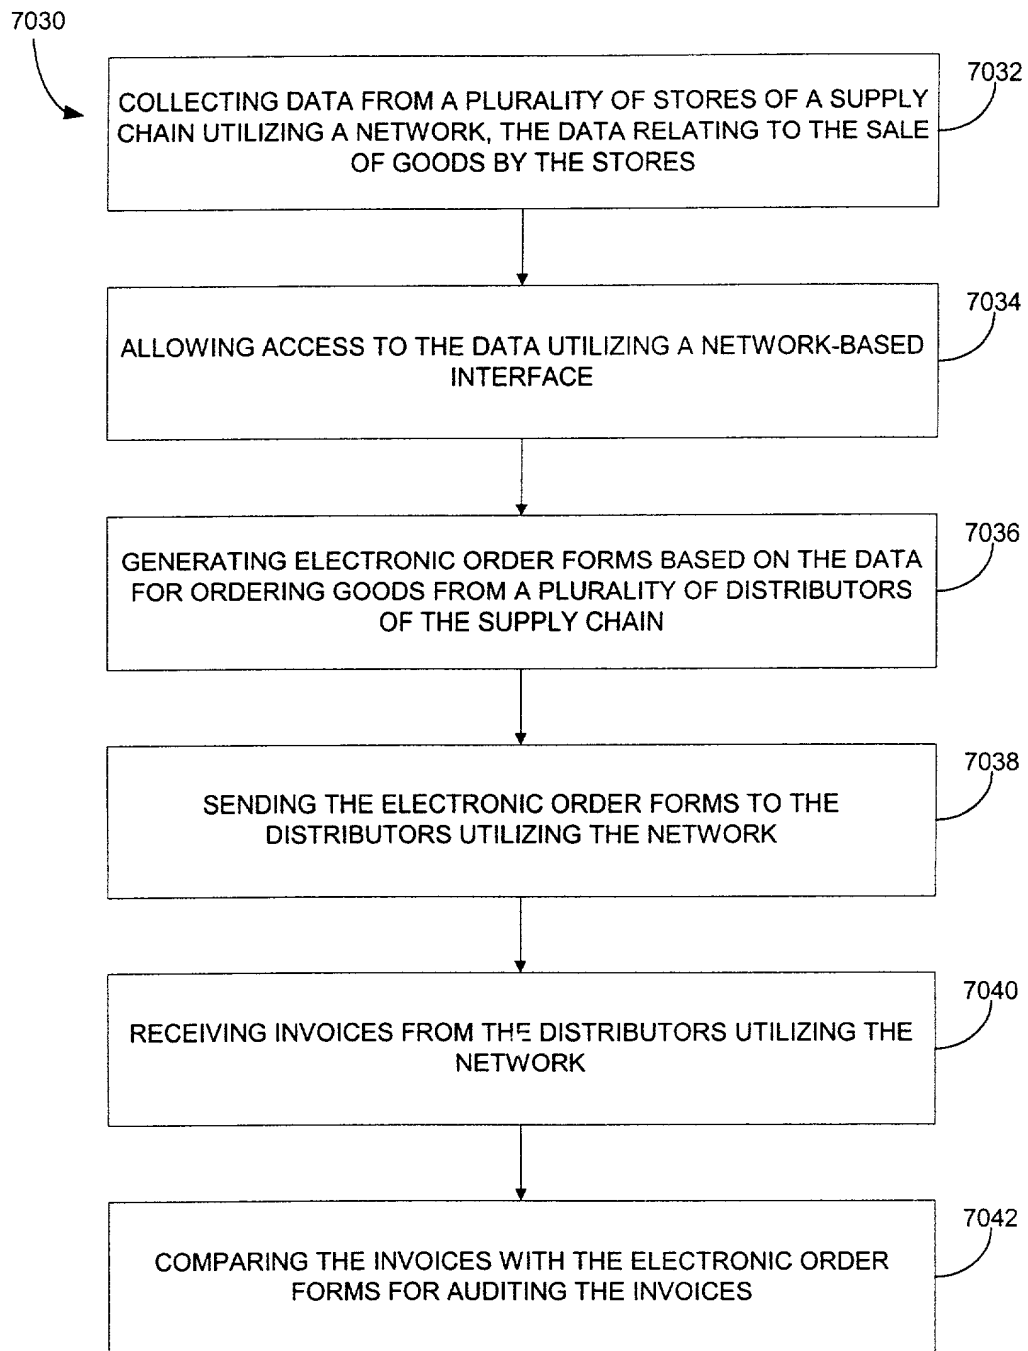 7030
7032
COLLECTING DATA FROM A PLURALITY OF STORES OF A SUPPLY
CHAIN UTILIZING A NETWORK, THE DATA RELATING TO THE SALE
OF GOODS BY THE STORES
7034
ALLOWING ACCESS TO THE DATA UTILIZING A NETWORK-BASED
INTERFACE
7036
GENERATING ELECTRONIC ORDER FORMS BASED ON THE DATA
FOR ORDERING GOODS FROM A PLURALITY OF DISTRIBUTORS
OF THE SUPPLY CHAIN
7038
SENDING THE ELECTRONIC ORDER FORMS TO THE
DISTRIBUTORS UTILIZING THE NETWORK
7040
RECEIVING INVOICES FROM THE DISTRIBUTORS UTILIZING THE
NETWORK
7042
COMPARING THE INVOICES WITH THE ELECTRONIC ORDER
FORMS FOR AUDITING THE INVOICES